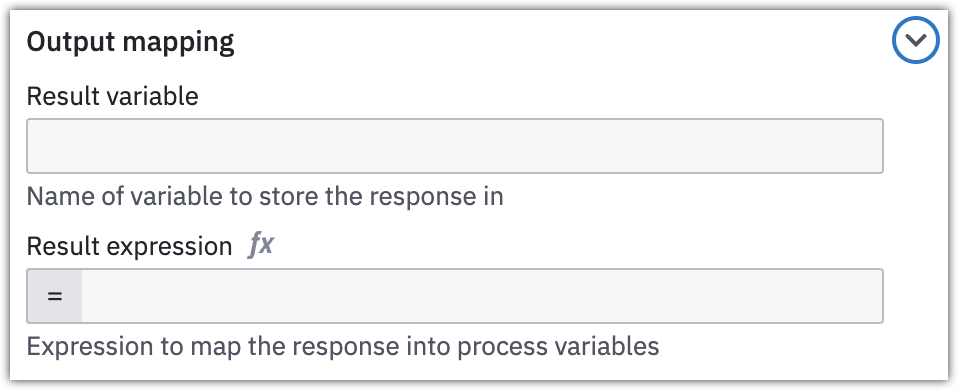 Output mapping
Result variable
Name of variable to store the response in
Result expression fx
=
Expression to map the response into process variables